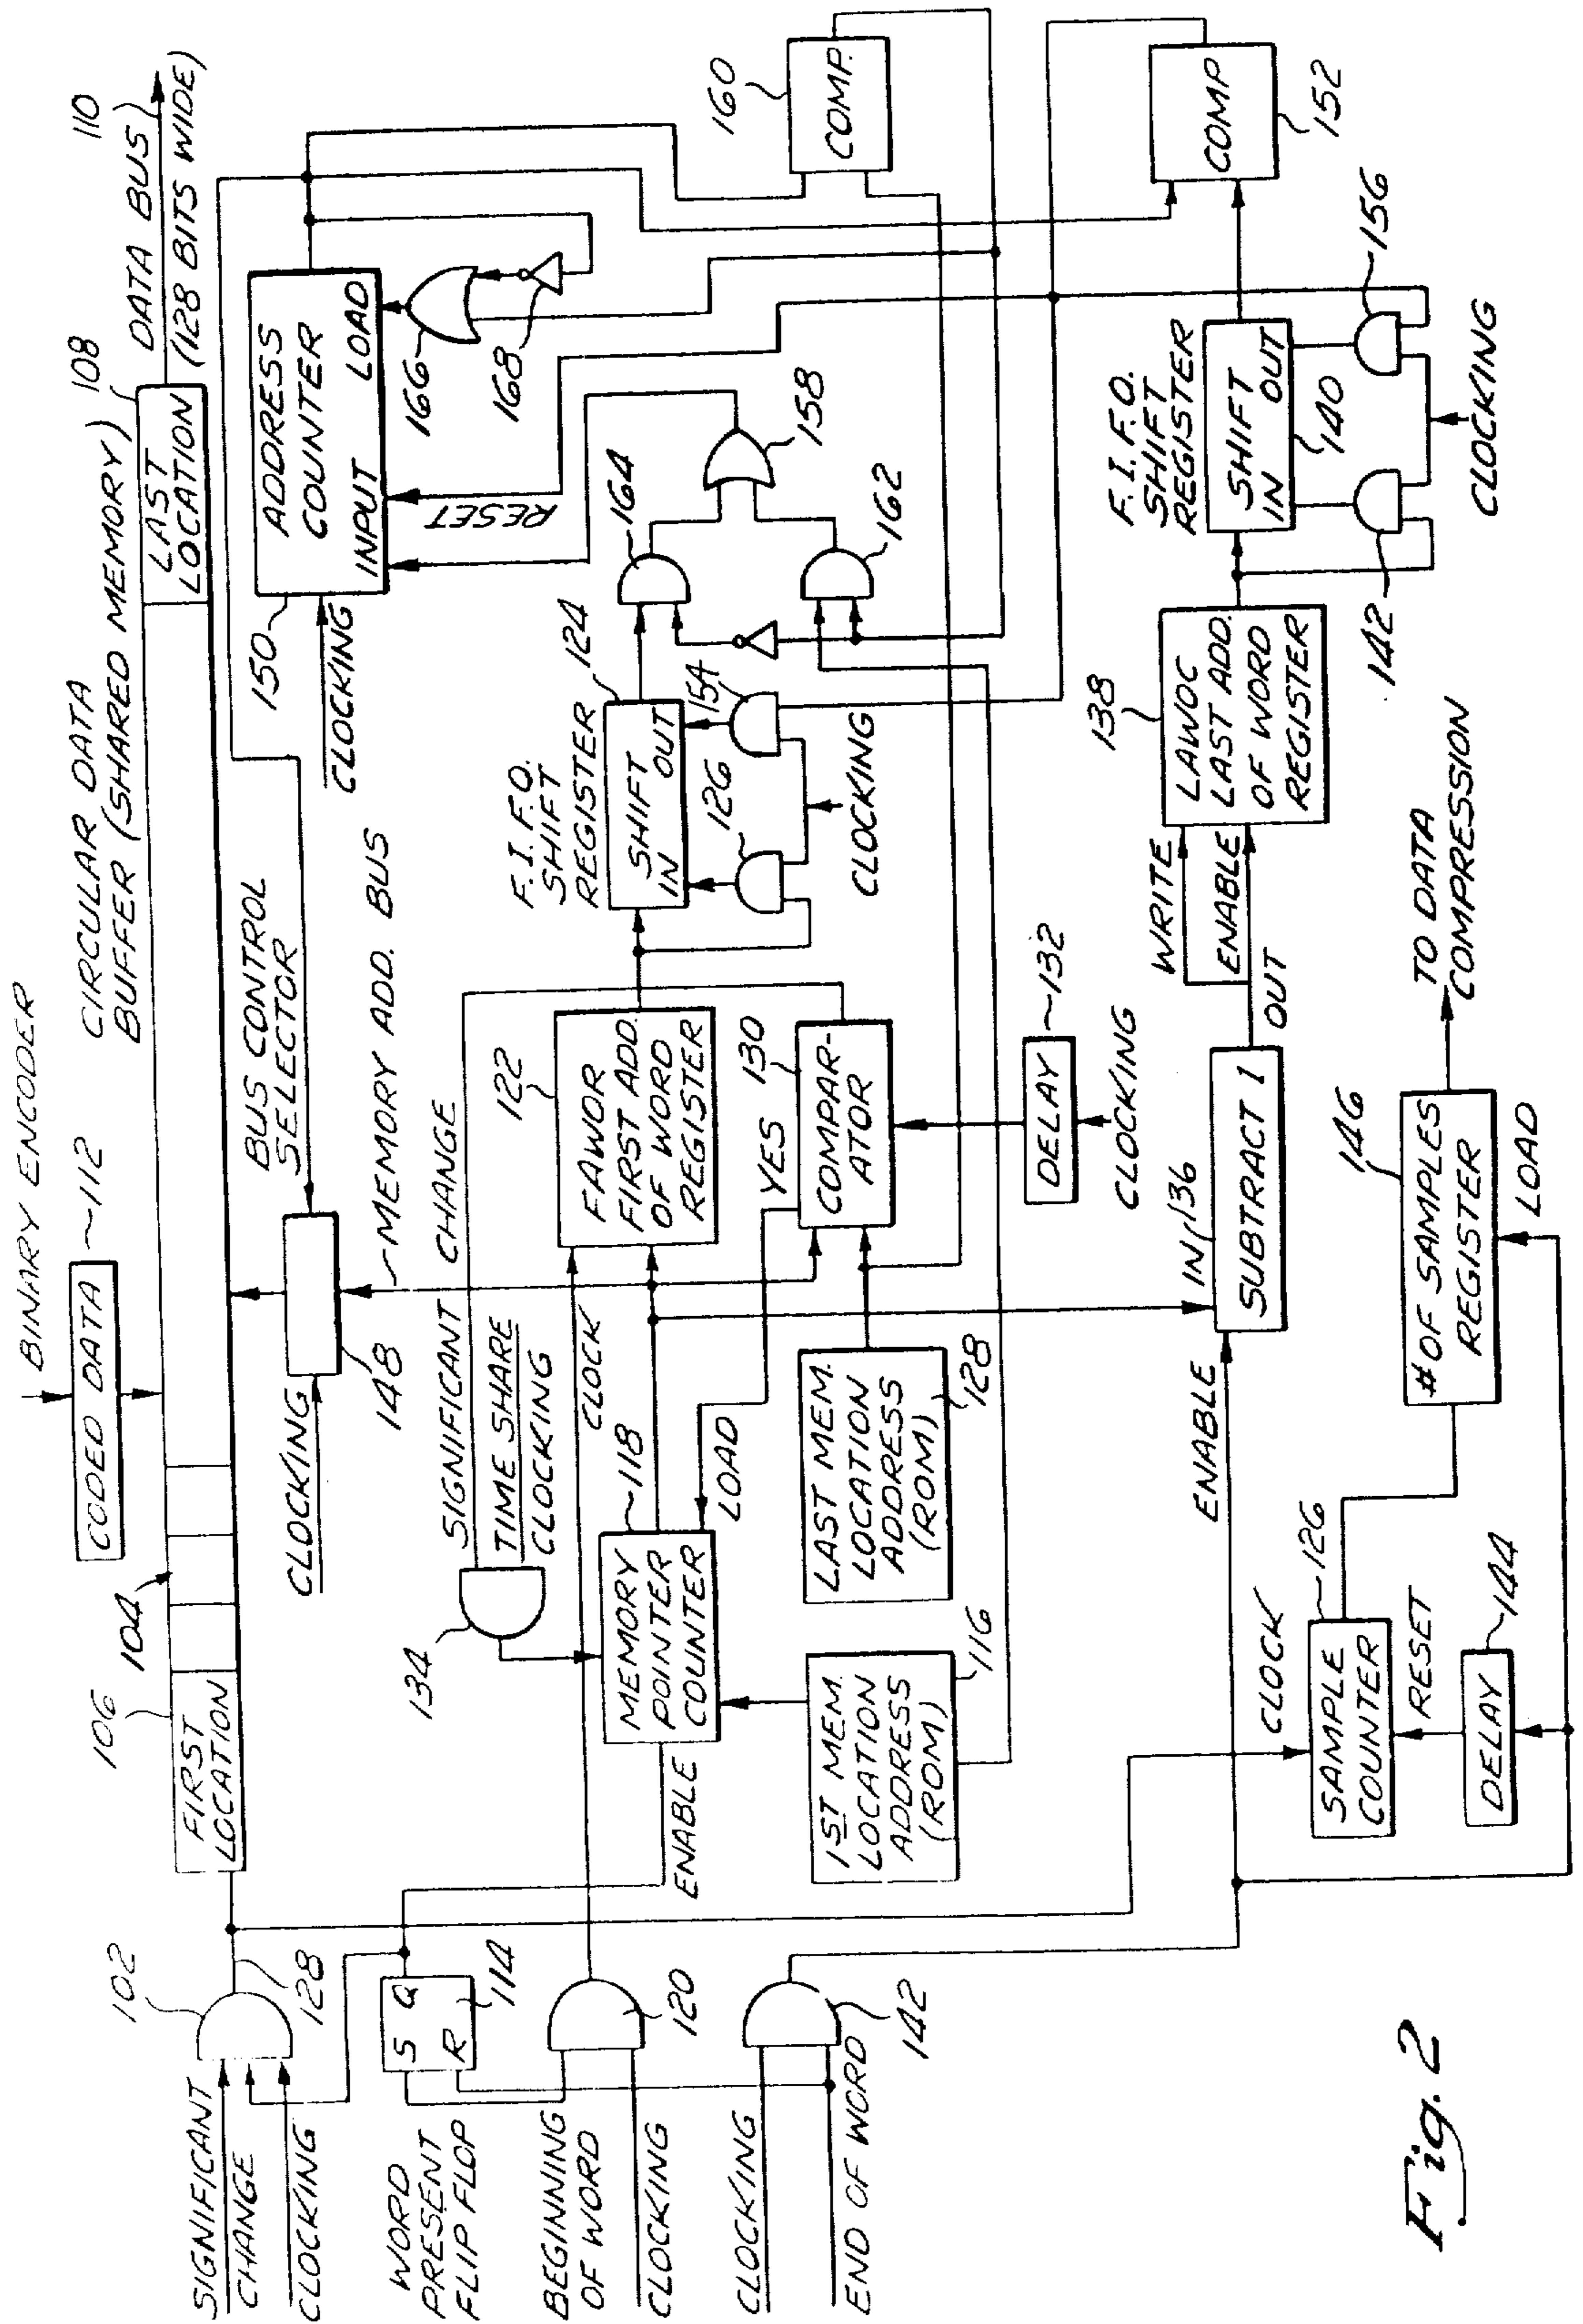 BINARY ENCODER
CODED DATA
112
CIRCULAR DATA
BUFFER (SHARED MEMORY)
108
DATA BUS
110
(128 BITS WIDE)
104
106
FIRST
LOCATION
LAST
LOCATION
102
128
SIGNIFICANT
CHANGE
CLOCKING
CLOCKING
148
BUS CONTROL
SELECTOR
MEMORY ADD. BUS
150
CLOCKING
ADDRESS
COUNTER
INPUT
LOAD
RESET
166
168
160
COMP.
WORD
PRESENT
FLIP FLOP
S
Q
R
114
134
SIGNIFICANT CHANGE
TIME SHARE
CLOCKING
CLOCK
BEGINNING
OF WORD
CLOCKING
120
ENABLE
MEMORY
POINTER
COUNTER
118
LOAD
YES
122
FAWOR
FIRST ADD.
OF WORD
REGISTER
F. I. F.O.
SHIFT
REGISTER
124
SHIFT
IN
OUT
126
154
CLOCKING
164
162
158
CLOCKING
END OF WORD
142
1ST MEM.
LOCATION
ADDRESS
(ROM)
116
LAST MEM.
LOCATION
ADDRESS
(ROM)
128
130
COMPAR-
ATOR
DELAY
132
CLOCKING
ENABLE
IN
136
SUBTRACT 1
OUT
WRITE
ENABLE
138
LAWOC
LAST ADD.
OF WORD
REGISTER
F. I. F.O.
SHIFT
REGISTER
SHIFT
IN
OUT
140
142
156
CLOCKING
COMP
152
CLOCK
SAMPLE
COUNTER
126
RESET
DELAY
144
146
# OF SAMPLES
REGISTER
LOAD
TO DATA
COMPRESSION
Fig. 2